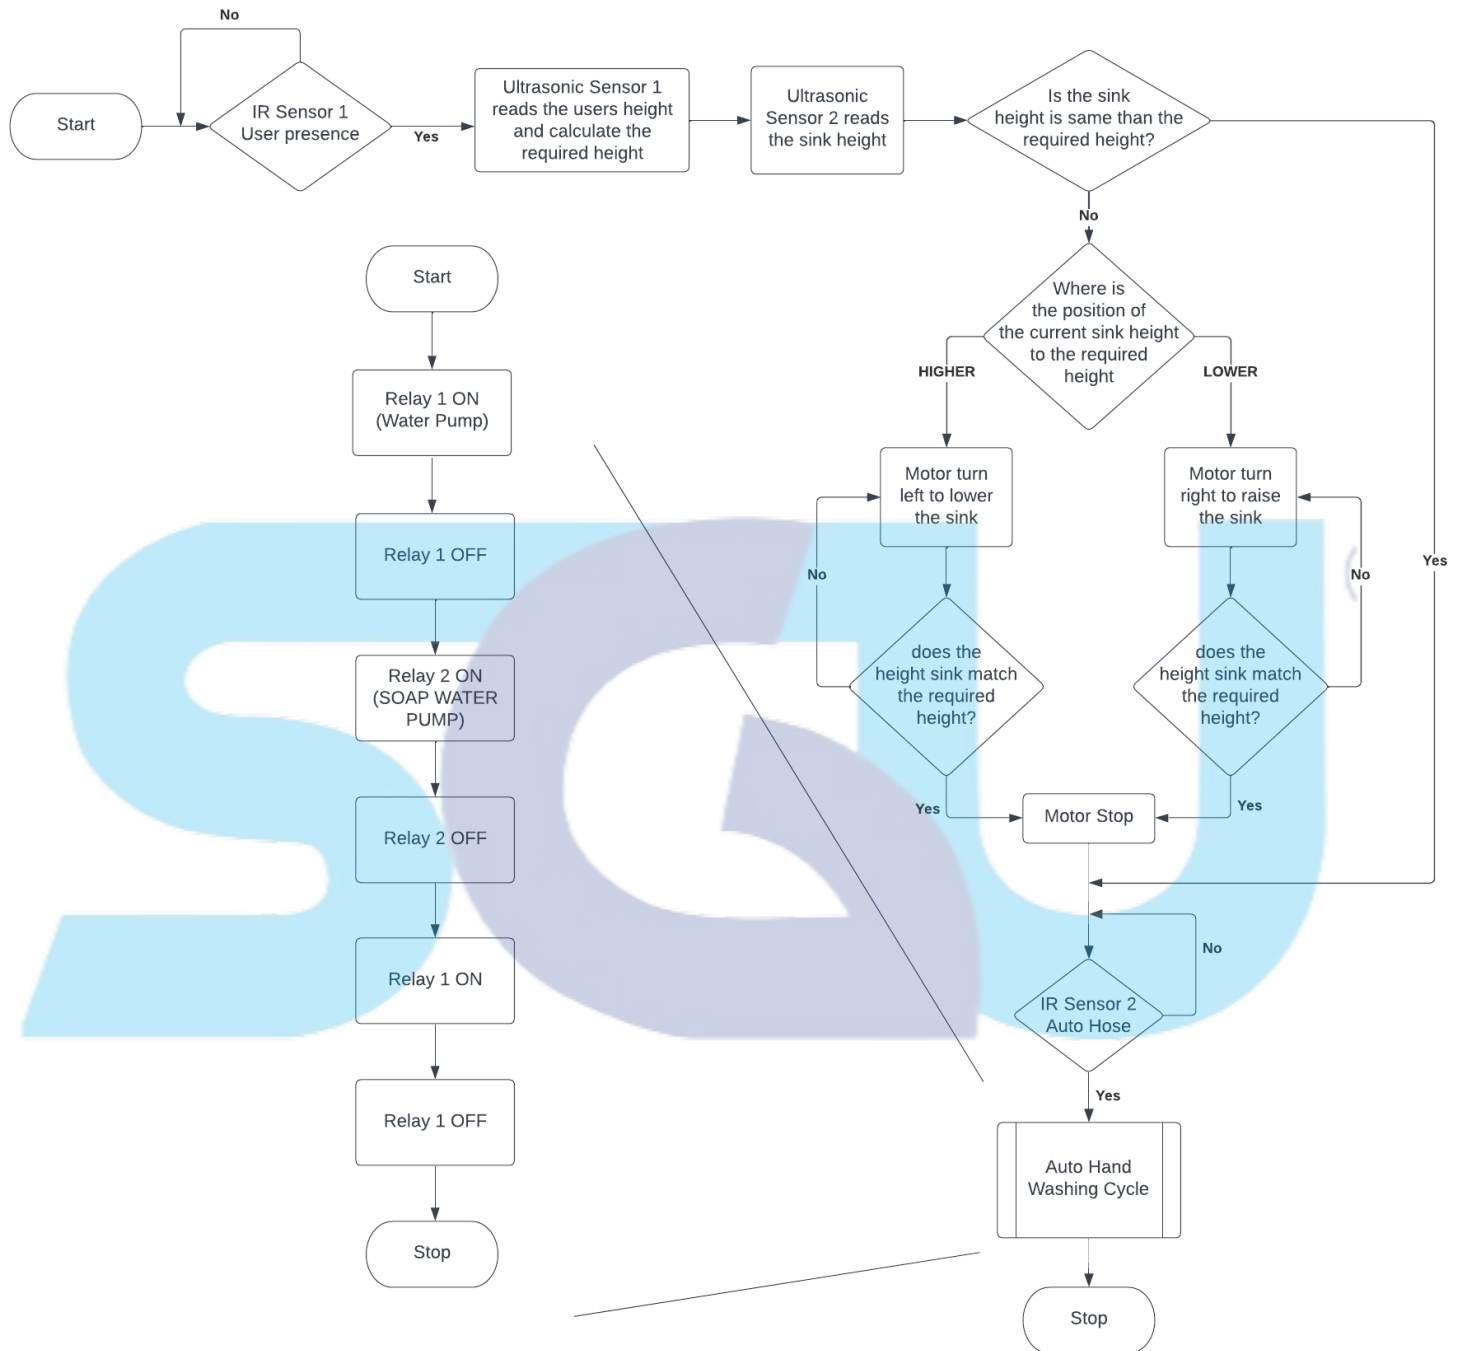 No
Start
IR Sensor 1
User presence
Yes
Ultrasonic Sensor 1
reads the users height
and calculate the
required height
Ultrasonic
Sensor 2 reads
the sink height
Is the sink
height is same than the
required height?
No
Where is
the position of
the current sink height
to the required
height
HIGHER
LOWER
Motor turn
left to lower
the sink
Motor turn
right to raise
the sink
No
No
Yes
does the
height sink match
the required
height?
does the
height sink match
the required
height?
Yes
Yes
Motor Stop
No
IR Sensor 2
Auto Hose
Yes
Auto Hand
Washing Cycle
Stop
Start
Relay 1 ON
(Water Pump)
Relay 1 OFF
Relay 2 ON
(SOAP WATER
PUMP)
Relay 2 OFF
Relay 1 ON
Relay 1 OFF
Stop
SGU